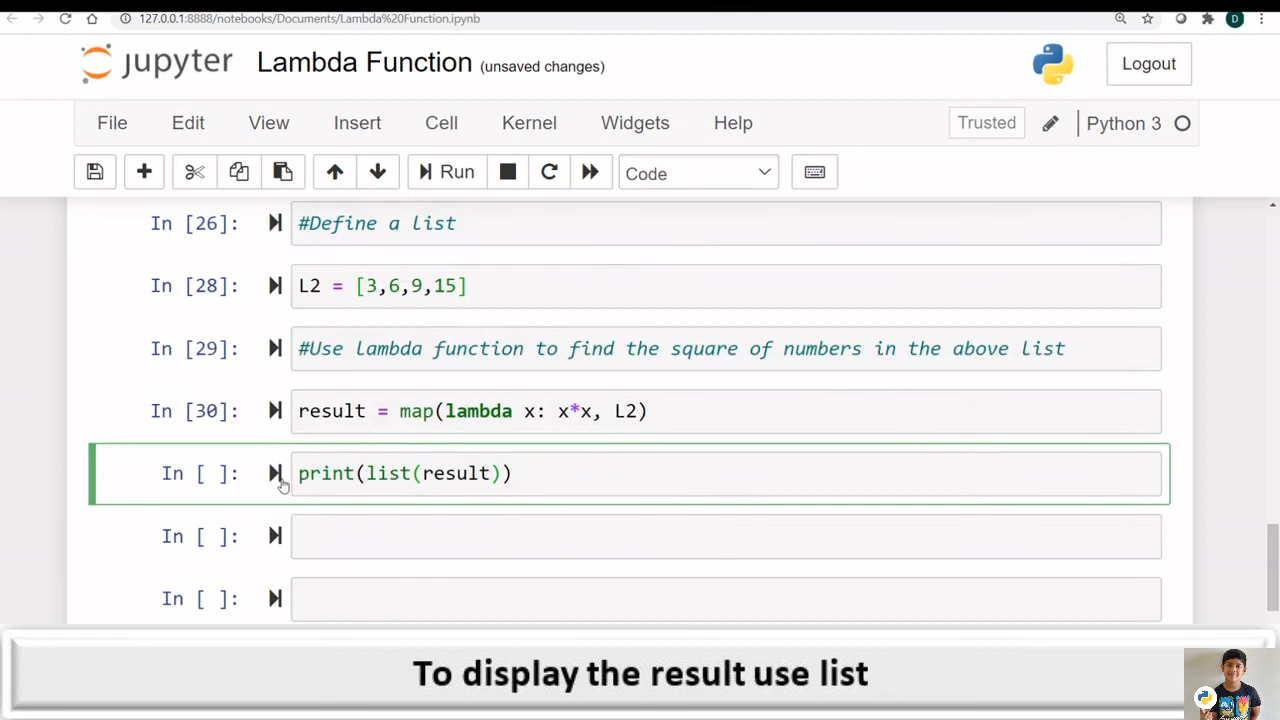 127.0.0.1:8888/notebooks/Documents/Lambda%20Function.ipynb
D
jupyter Lambda Function (unsaved changes)
Logout
File Edit View Insert Cell Kernel Widgets Help Trusted Python 3
Run Code
In [26]: #Define a list
In [28]: L2 = [3,6,9,15]
In [29]: #Use lambda function to find the square of numbers in the above list
In [30]: result = map(lambda x: x*x, L2)
In [ ]: print(list(result))
In [ ]:
In [ ]:
To display the result use list